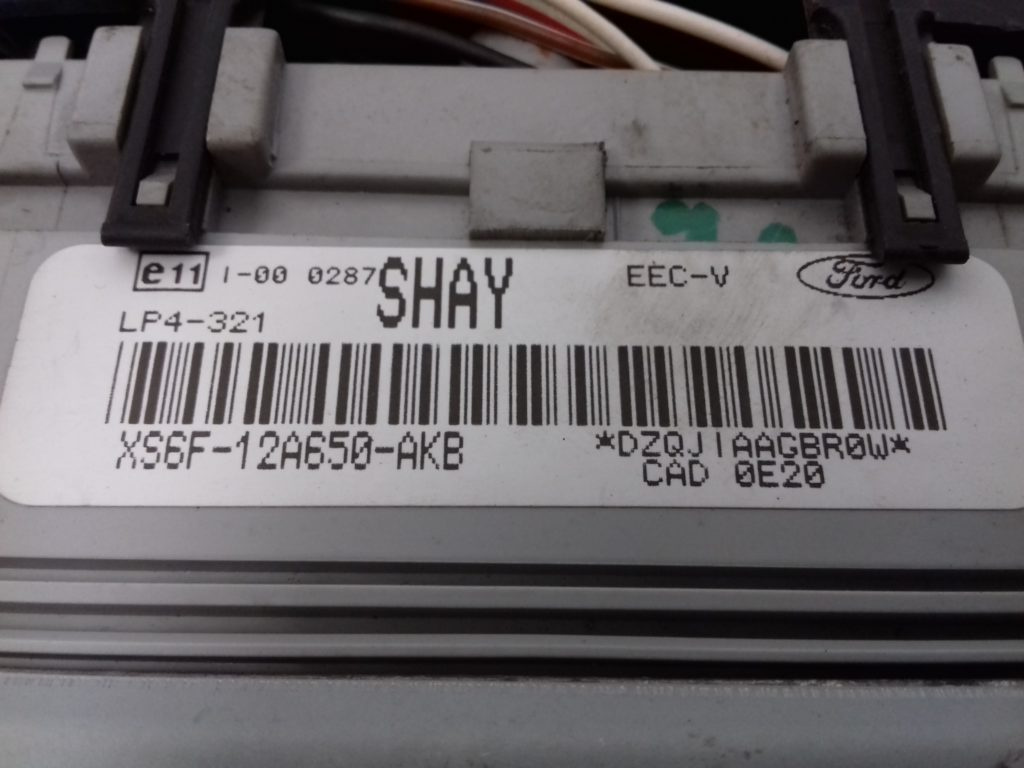 e11 I-00 0287 SHAY EEC-V Ford
LP4-321
XS6F-12A650-AKB *DZQJIAAGBR0W*
CAD 0E20